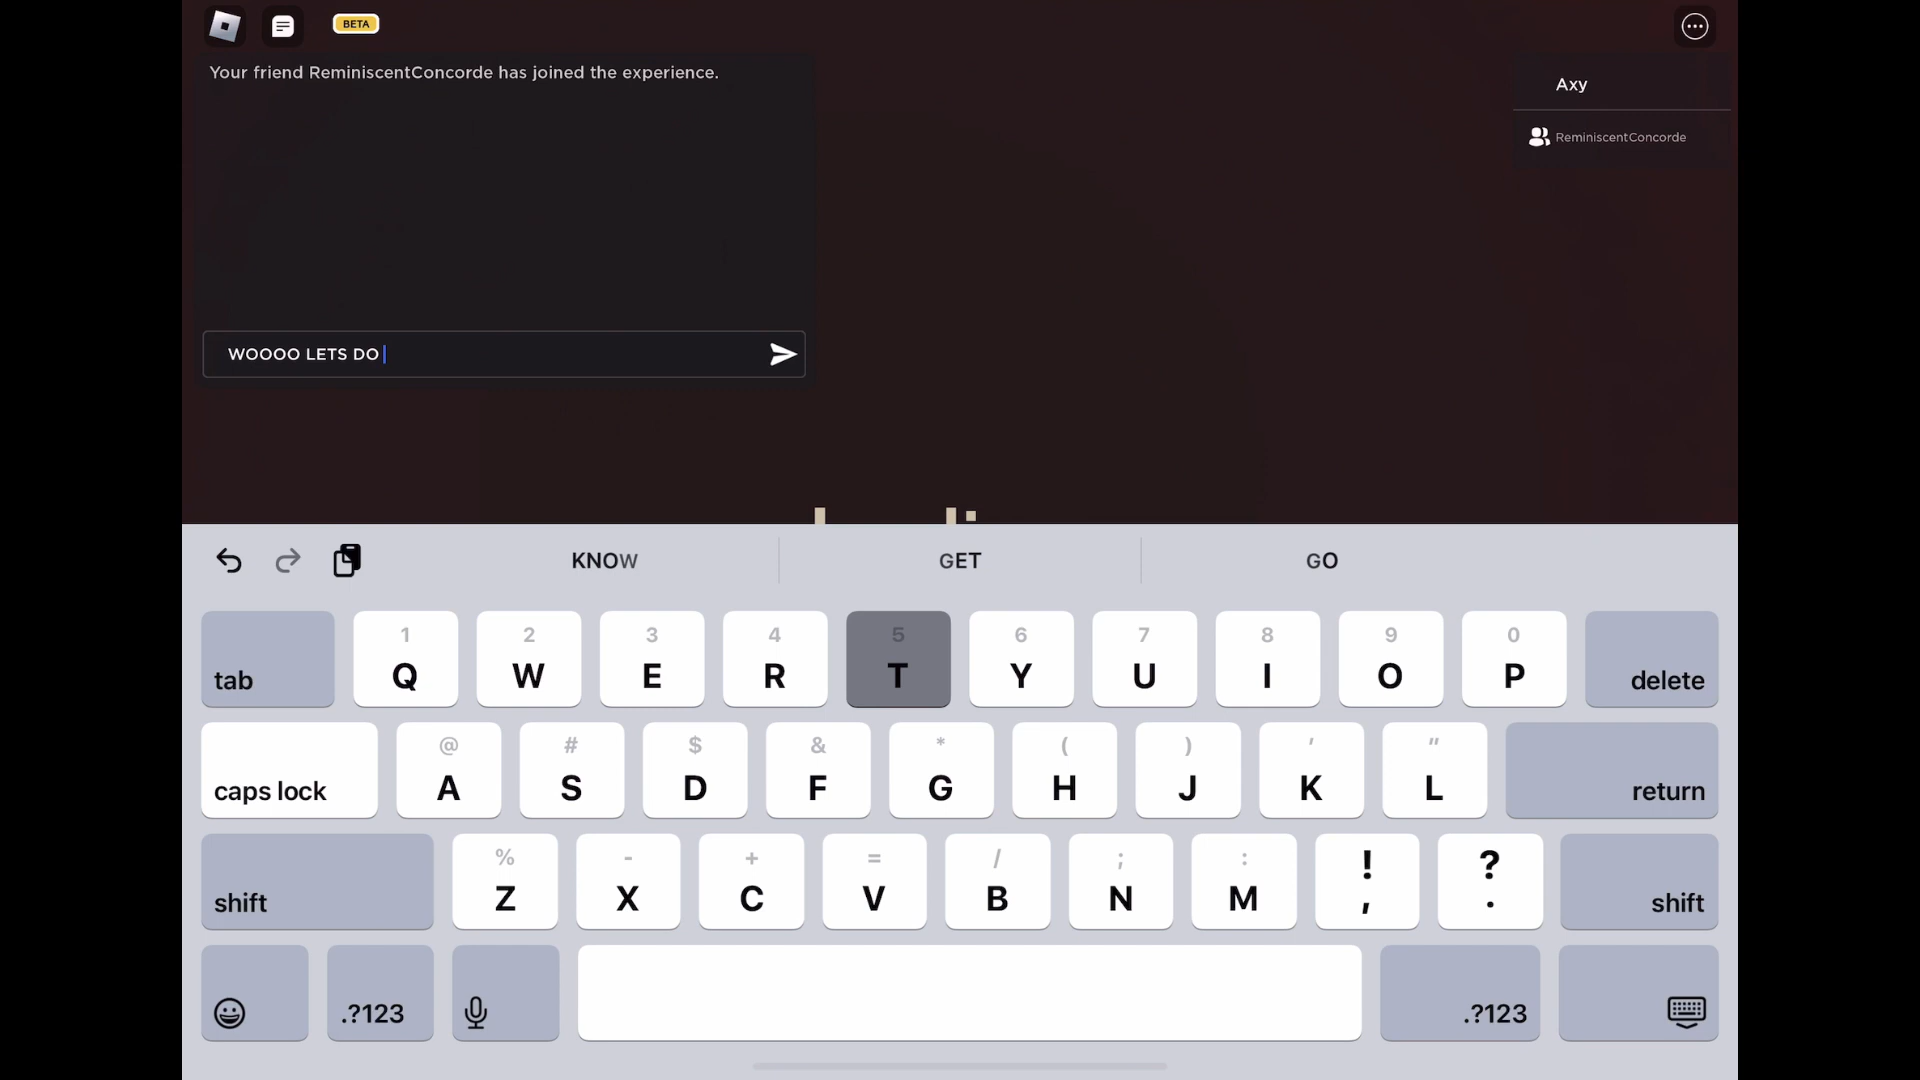 BETA
Your friend ReminiscentConcorde has joined the experience.
Axy
ReminiscentConcorde
WOOOO LETS DO
KNOW GET GO
1 2 3 4 5 6 7 8 9 0
tab Q W E R T Y U I O P delete
@ # $ & * ( ) ' "
caps lock A S D F G H J K L return
% - + = / ; : ! ?
shift Z X C V B N M , . shift
.?123 .?123